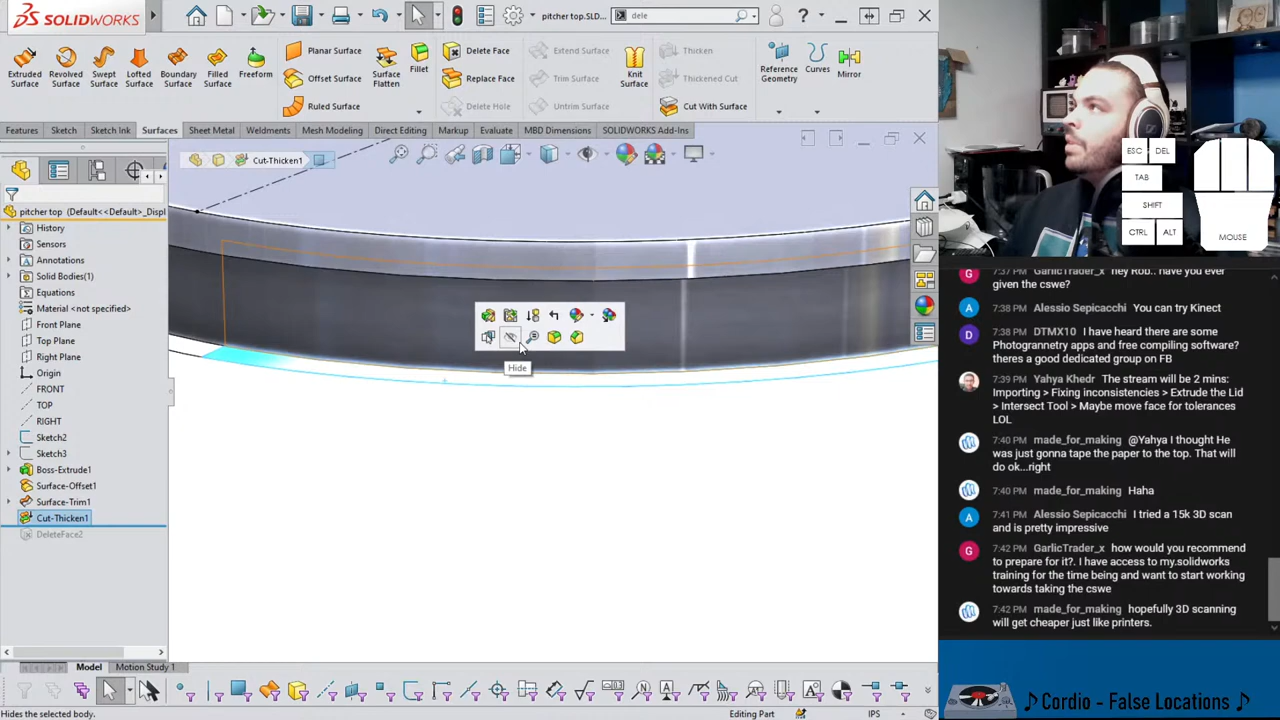 SOLIDWORKS
pitcher top.SLD...
dele
Extruded Surface
Revolved Surface
Swept Surface
Lofted Surface
Boundary Surface
Filled Surface
Freeform
Planar Surface
Offset Surface
Ruled Surface
Surface Flatten
Fillet
Delete Face
Replace Face
Delete Hole
Extend Surface
Trim Surface
Untrim Surface
Knit Surface
Thicken
Thickened Cut
Cut With Surface
Reference Geometry
Curves
Mirror
Features
Sketch
Sketch Ink
Surfaces
Sheet Metal
Weldments
Mesh Modeling
Direct Editing
Markup
Evaluate
MBD Dimensions
SOLIDWORKS Add-Ins
Cut-Thicken1
pitcher top (Default<<Default>_Displ
History
Sensors
Annotations
Solid Bodies(1)
Equations
Material <not specified>
Front Plane
Top Plane
Right Plane
Origin
FRONT
TOP
RIGHT
Sketch2
Sketch3
Boss-Extrude1
Surface-Offset1
Surface-Trim1
Cut-Thicken1
DeleteFace2
Hide
Model
Motion Study 1
Hides the selected body.
Editing Part
IPS
ESC
DEL
TAB
SHIFT
CTRL
ALT
MOUSE
7:37 PM GarlicTrader_x hey Rob.. have you ever
given the cswe?
7:38 PM Alessio Sepicacchi You can try Kinect
7:38 PM DTMX10 I have heard there are some
Photogrannetry apps and free compiling software?
theres a good dedicated group on FB
7:39 PM Yahya Khedr The stream will be 2 mins:
Importing > Fixing inconsistencies > Extrude the Lid
> Intersect Tool > Maybe move face for tolerances
LOL
7:40 PM made_for_making @Yahya I thought He
was just gonna tape the paper to the top. That will
do ok...right
7:40 PM made_for_making Haha
7:41 PM Alessio Sepicacchi I tried a 15k 3D scan
and is pretty impressive
7:42 PM GarlicTrader_x how would you recommend
to prepare for it?. I have access to my.solidworks
training for the time being and want to start working
towards taking the cswe
7:42 PM made_for_making hopefully 3D scanning
will get cheaper just like printers.
♪ Cordio - False Locations ♪